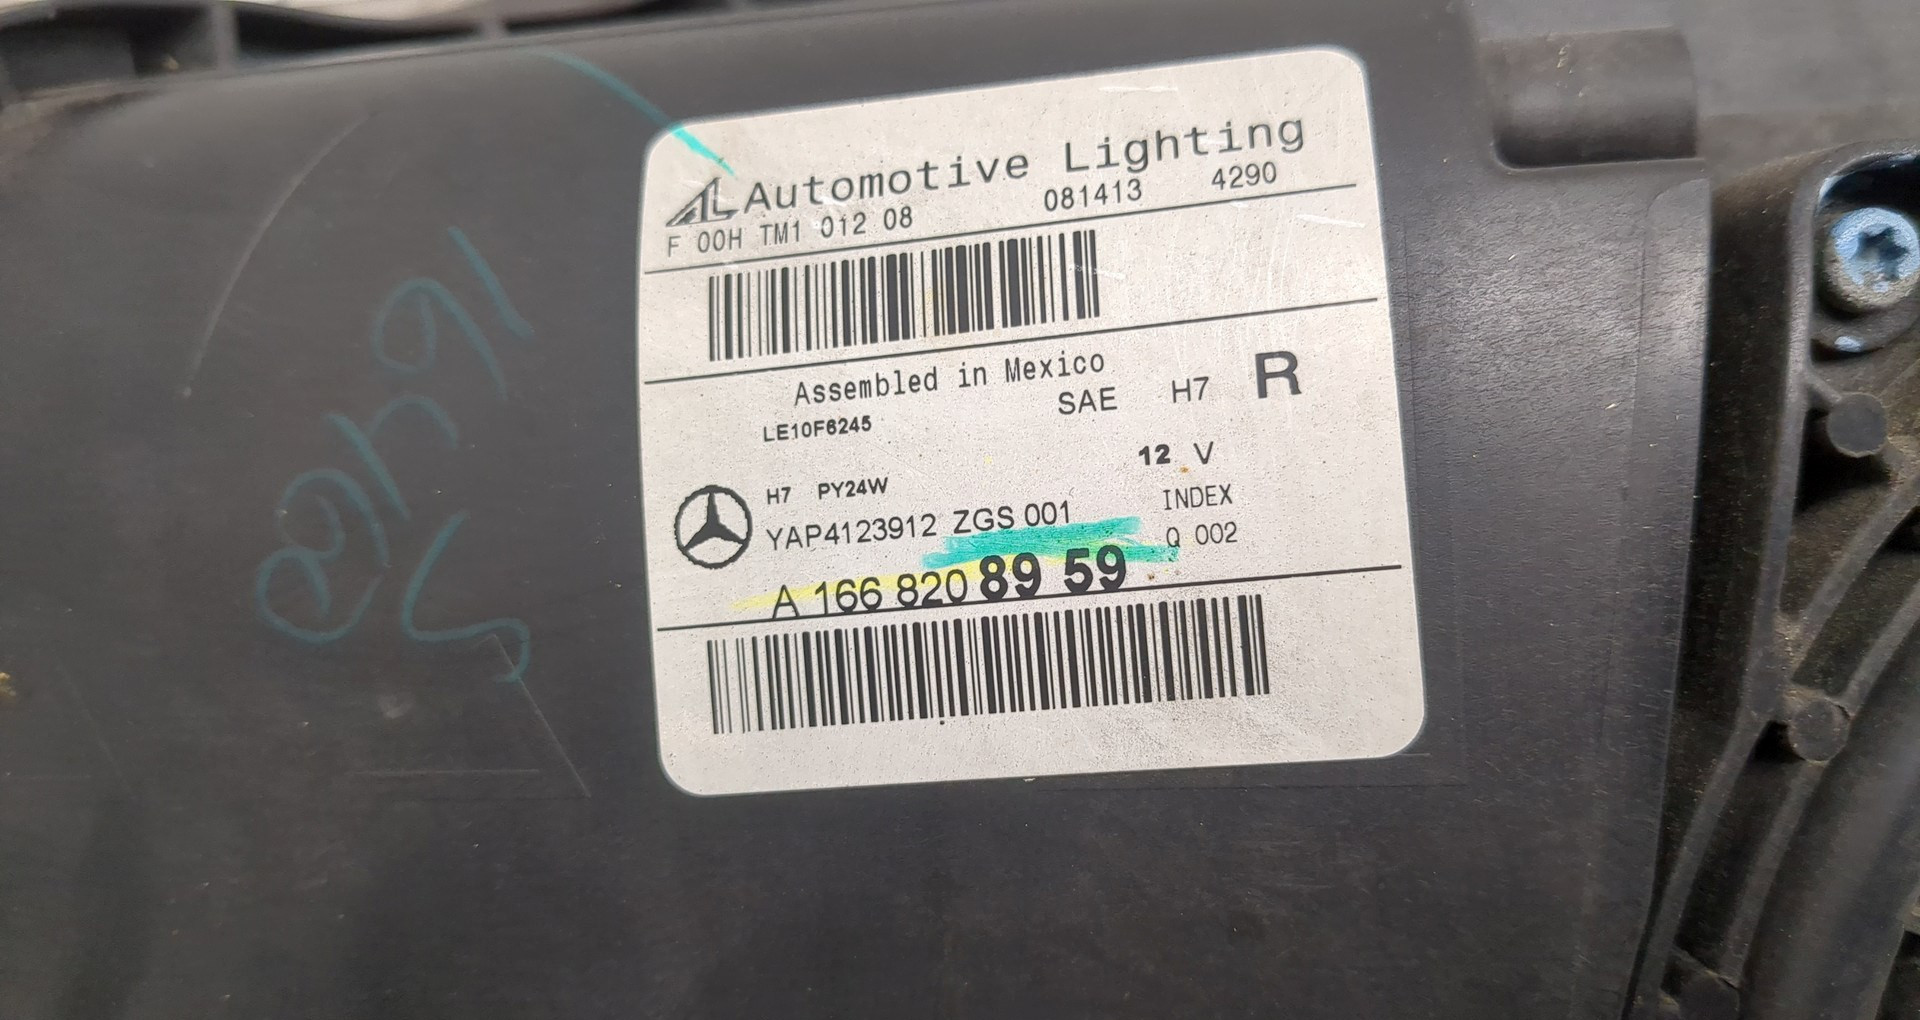 Automotive Lighting
F 00H TM1 012 08 081413 4290
Assembled in Mexico
LE10F6245 SAE H7 R
12 V
H7 PY24W
YAP4123912 ZGS 001 INDEX
Q 002
A 166 820 89 59